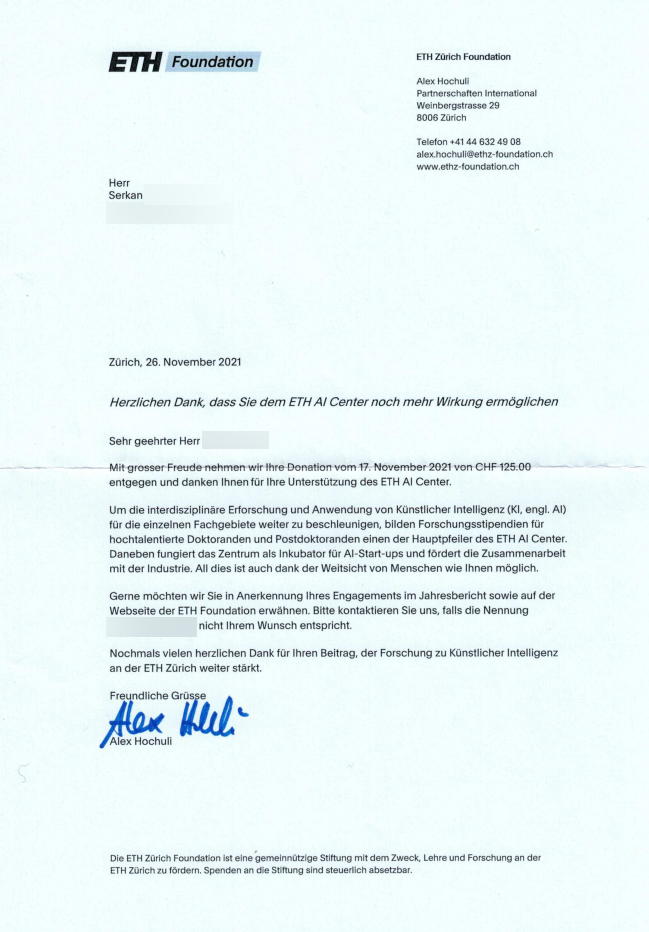 ETH Foundation
ETH Zürich Foundation
Alex Hochuli
Partnerschaften International
Weinbergstrasse 29
8006 Zürich
Telefon +41 44 632 49 08
alex.hochuli@ethz-foundation.ch
www.ethz-foundation.ch
Herr
Serkan
Zürich, 26. November 2021
Herzlichen Dank, dass Sie dem ETH AI Center noch mehr Wirkung ermöglichen
Sehr geehrter Herr
Mit grosser Freude nehmen wir Ihre Donation vom 17. November 2021 von CHF 125.00
entgegen und danken Ihnen für Ihre Unterstützung des ETH AI Center.
Um die interdisziplinäre Erforschung und Anwendung von Künstlicher Intelligenz (KI, engl. AI)
für die einzelnen Fachgebiete weiter zu beschleunigen, bilden Forschungsstipendien für
hochtalentierte Doktoranden und Postdoktoranden einen der Hauptpfeiler des ETH AI Center.
Daneben fungiert das Zentrum als Inkubator für AI-Start-ups und fördert die Zusammenarbeit
mit der Industrie. All dies ist auch dank der Weitsicht von Menschen wie Ihnen möglich.
Gerne möchten wir Sie in Anerkennung Ihres Engagements im Jahresbericht sowie auf der
Webseite der ETH Foundation erwähnen. Bitte kontaktieren Sie uns, falls die Nennung
nicht Ihrem Wunsch entspricht.
Nochmals vielen herzlichen Dank für Ihren Beitrag, der Forschung zu Künstlicher Intelligenz
an der ETH Zürich weiter stärkt.
Freundliche Grüsse
Alex Hochuli
Alex Hochuli
Die ETH Zürich Foundation ist eine gemeinnützige Stiftung mit dem Zweck, Lehre und Forschung an der
ETH Zürich zu fördern. Spenden an die Stiftung sind steuerlich absetzbar.